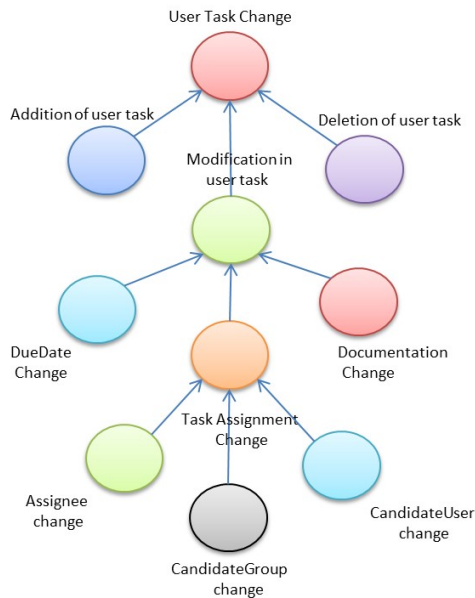 User Task Change
Addition of user task
Deletion of user task
Modification in
user task
DueDate
Change
Documentation
Change
Task Assignment
Change
Assignee
change
CandidateUser
change
CandidateGroup
change